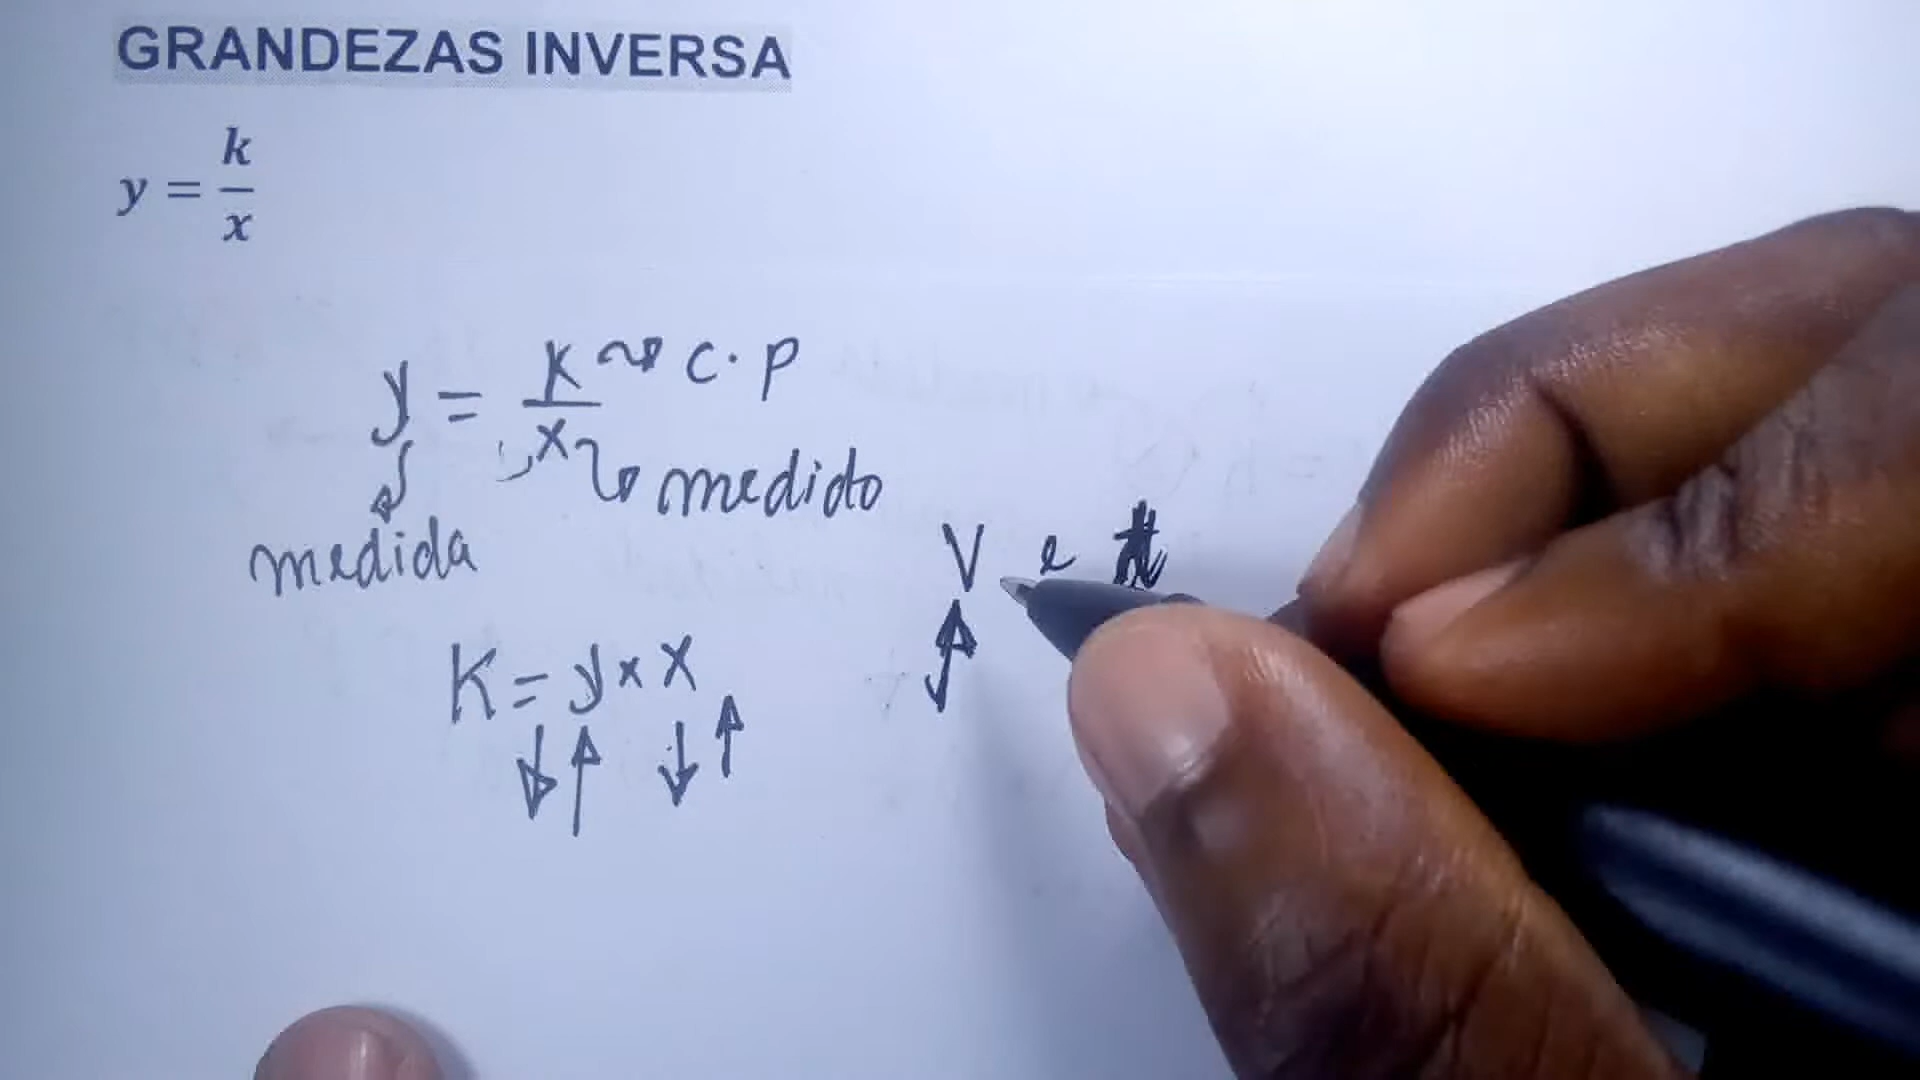 GRANDEZAS INVERSA
y = k/x
y = K/x c.p
medido
medida
V e t
K = y x x